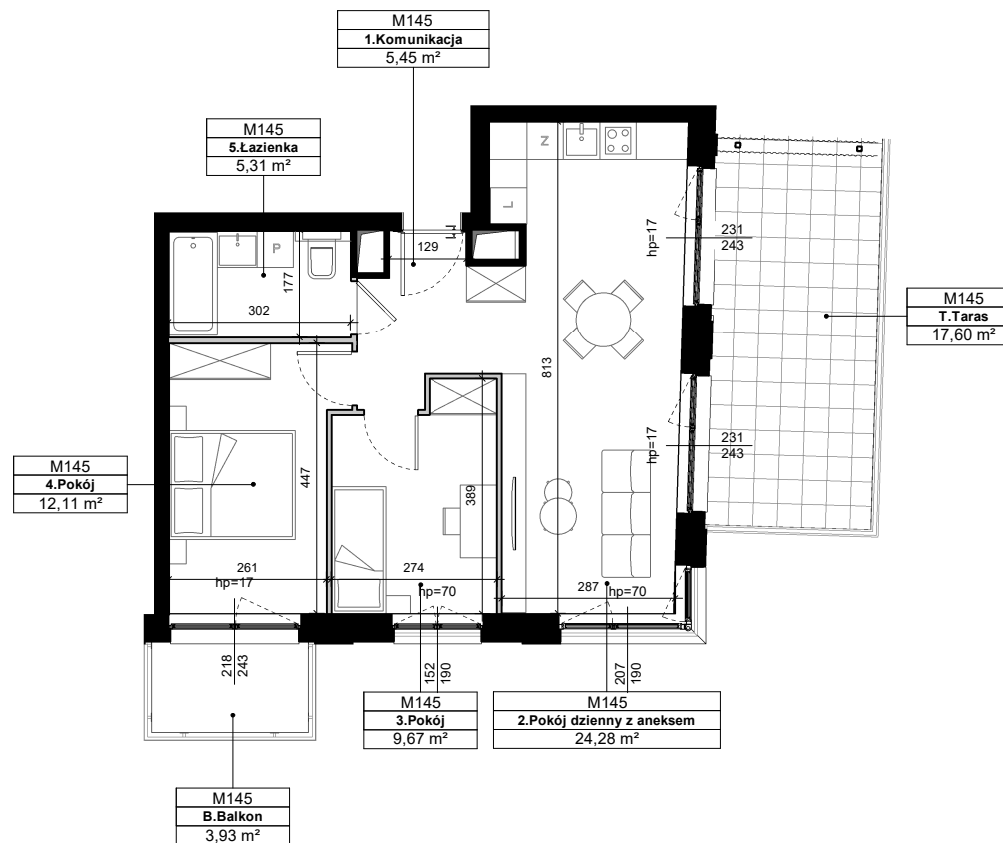 M145
1.Komunikacja
5,45 m²
M145
5.Łazienka
5,31 m²
Z
L
P
129
177
302
hp=17
231
243
M145
T.Taras
17,60 m²
813
hp=17
231
243
M145
4.Pokój
12,11 m²
447
389
261
hp=17
274
hp=70
287
hp=70
218
243
152
190
207
190
M145
3.Pokój
9,67 m²
M145
2.Pokój dzienny z aneksem
24,28 m²
M145
B.Balkon
3,93 m²